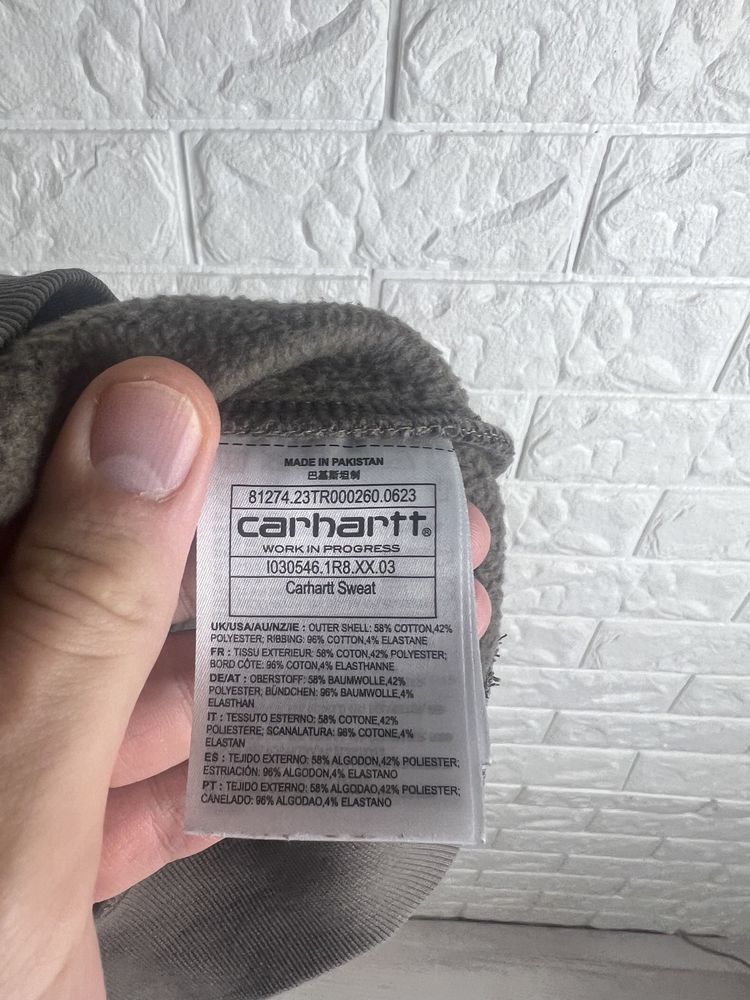 MADE IN PAKISTAN
巴基斯坦制
81274.23TR000260.0623
carhartt®
WORK IN PROGRESS
I030546.1R8.XX.03
Carhartt Sweat
UK/USA/AU/NZ/IE : OUTER SHELL: 58% COTTON,42%
POLYESTER; RIBBING: 96% COTTON,4% ELASTANE
FR : TISSU EXTERIEUR: 58% COTON,42% POLYESTER;
BORD CÔTE: 96% COTON,4% ELASTHANNE
DE/AT : OBERSTOFF: 58% BAUMWOLLE,42%
POLYESTER; BÜNDCHEN: 96% BAUMWOLLE,4%
ELASTHAN
IT : TESSUTO ESTERNO: 58% COTONE,42%
POLIESTERE; SCANALATURA: 96% COTONE,4%
ELASTAN
ES : TEJIDO EXTERNO: 58% ALGODON,42% POLIESTER;
ESTRIACIÓN: 96% ALGODON,4% ELASTANO
PT : TEJIDO EXTERNO: 58% ALGODAO,42% POLIESTER;
CANELADO: 96% ALGODAO,4% ELASTANO